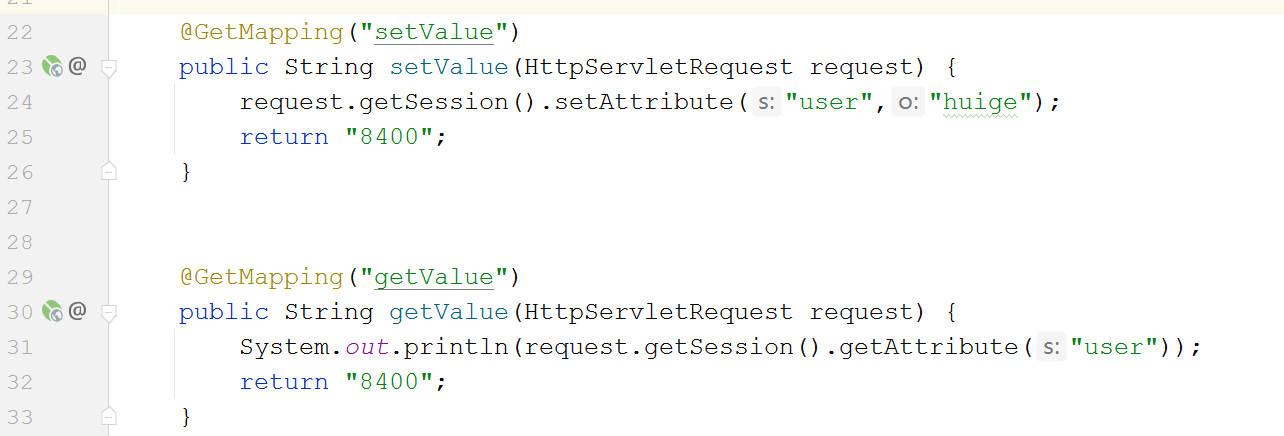 21
22 @GetMapping("setValue")
23 @ public String setValue(HttpServletRequest request) {
24 request.getSession().setAttribute( s: "user", o: "huige");
25 return "8400";
26 }
27
28
29 @GetMapping("getValue")
30 @ public String getValue(HttpServletRequest request) {
31 System.out.println(request.getSession().getAttribute( s: "user"));
32 return "8400";
33 }